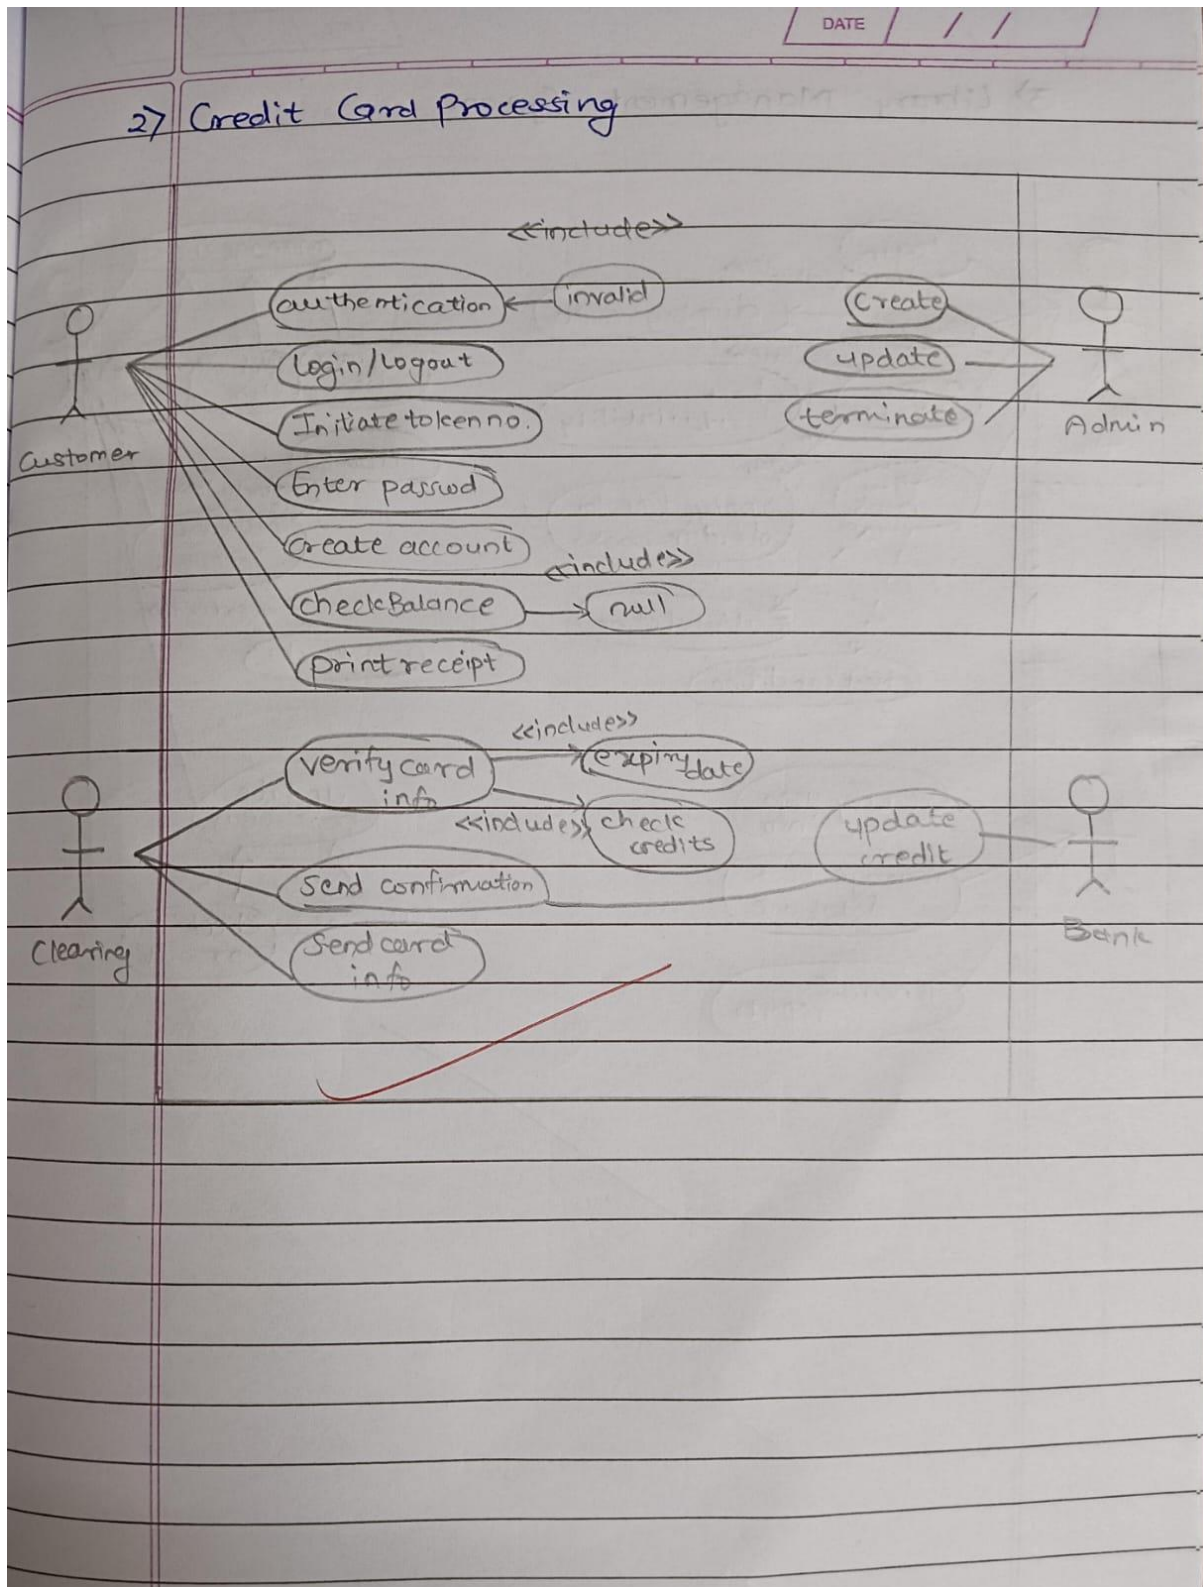 DATE / /
2) Credit Card Processing
<<include>>
authentication
invalid
Create
Login/Logout
update
Initiate token no.
terminate
Admin
Customer
Enter passwd
Create account
<<include>>
checkBalance
null
print receipt
<<include>>
verify card
info
expiry date
<<include>>
check
credits
update
credit
Send confirmation
Clearing
Send card
info
Bank